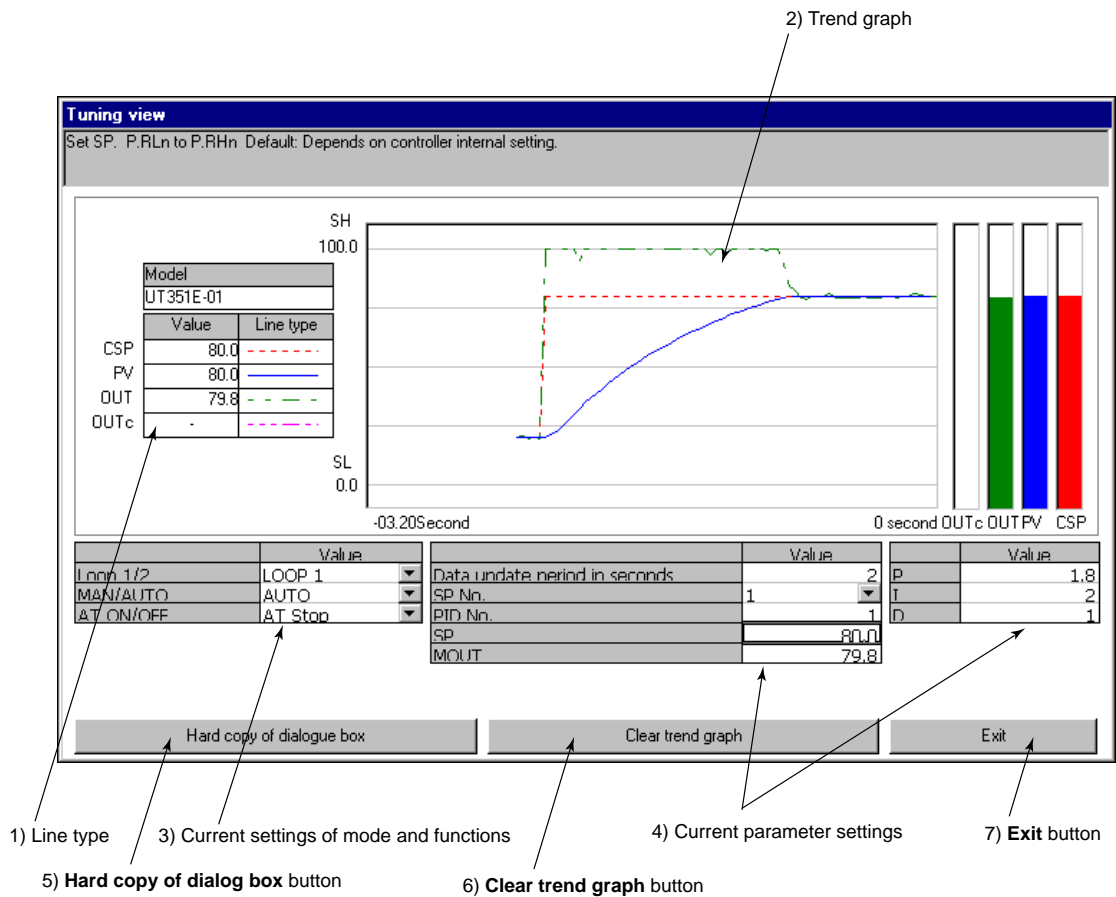 2) Trend graph
Tuning view
Set SP. P.RLn to P.RHn Default: Depends on controller internal setting.
SH
100.0
Model
UT351E-01
Value Line type
CSP 80.0
PV 80.0
OUT 79.8
OUTc -
SL
0.0
-03.20Second 0 second OUTc OUT PV CSP
Value Value Value
Loop 1/2 LOOP 1 Data update period in seconds 2 P 1.8
MAN/AUTO AUTO SP No. 1 I 2
AT ON/OFF AT Stop PID No. 1 D 1
SP 80.0
MOUT 79.8
Hard copy of dialogue box Clear trend graph Exit
1) Line type 3) Current settings of mode and functions 4) Current parameter settings 7) Exit button
5) Hard copy of dialog box button 6) Clear trend graph button